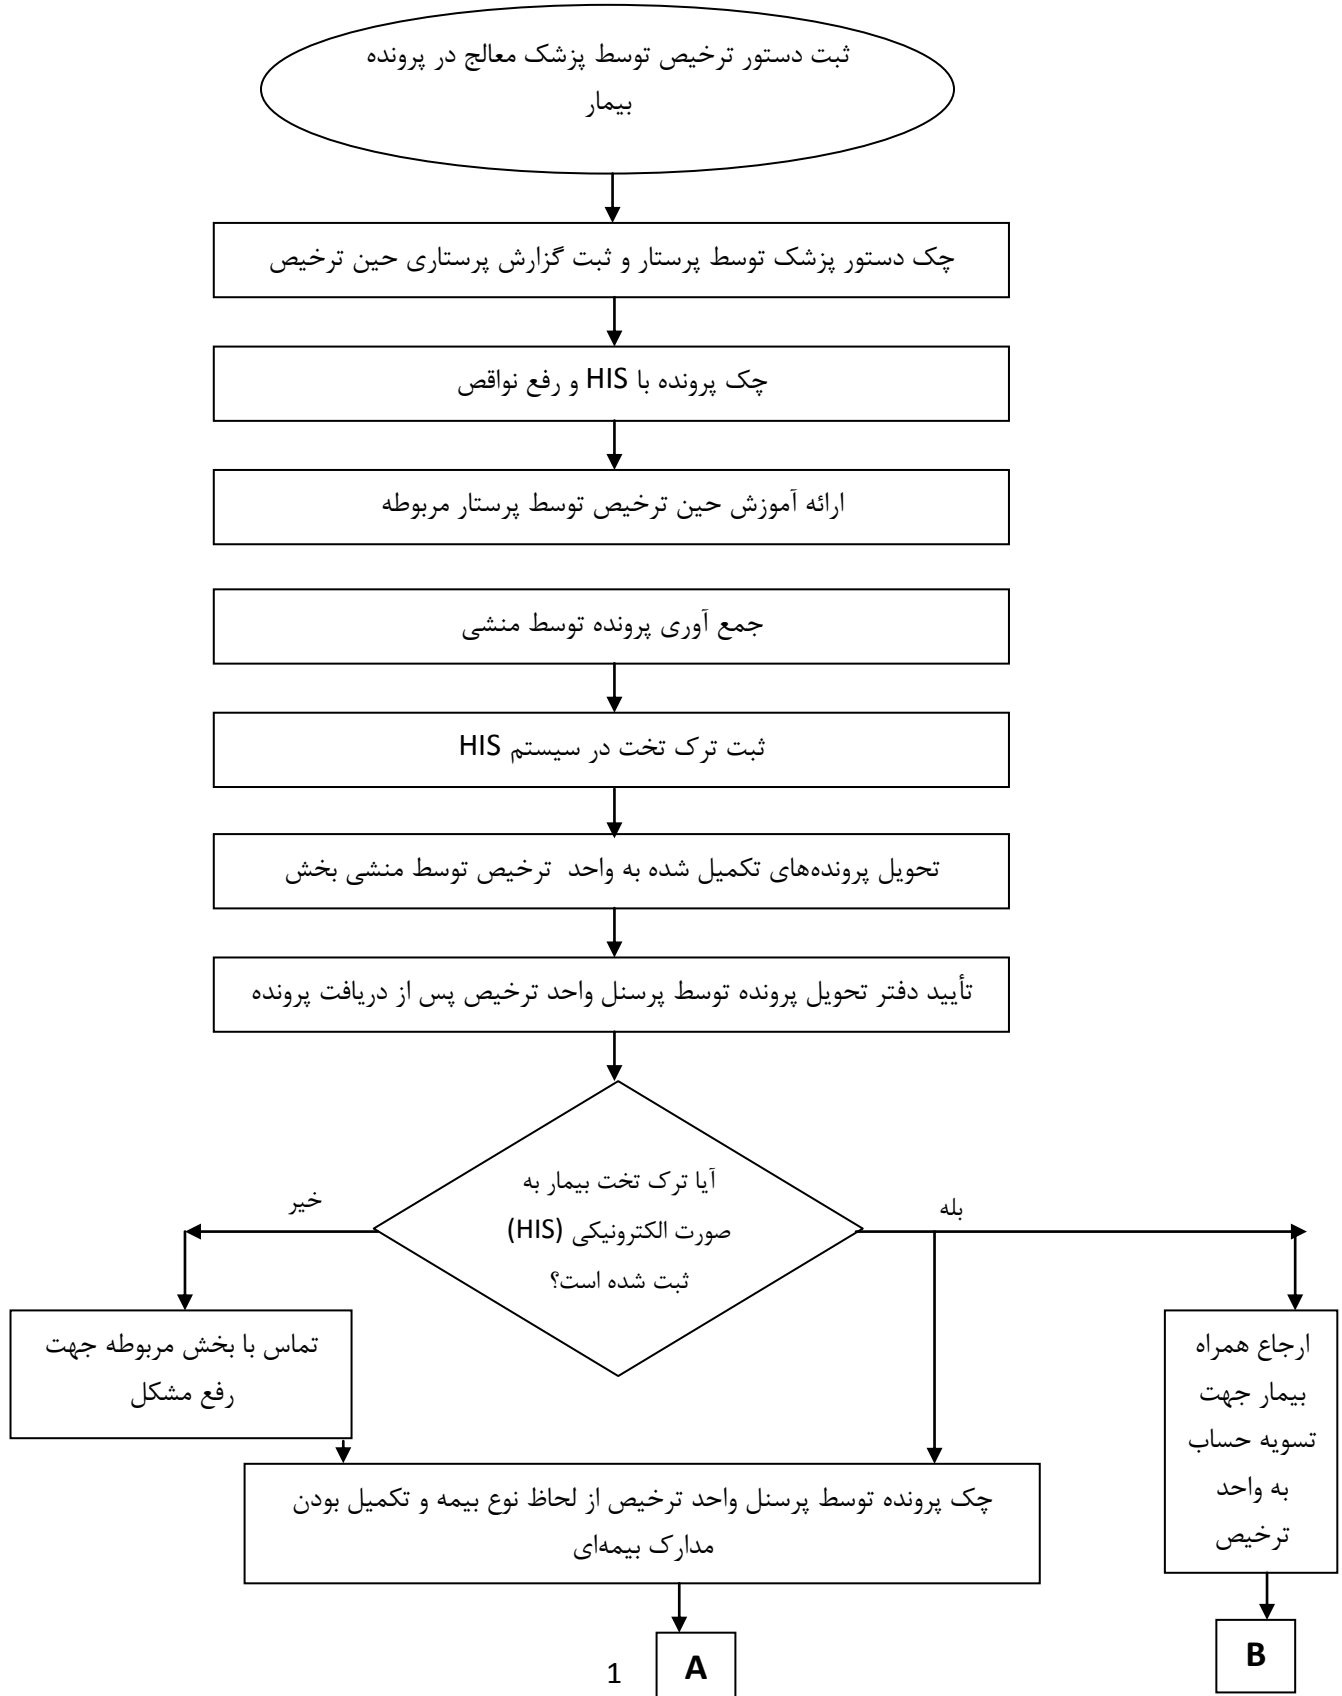 ثبت دستور ترخیص توسط پزشک معالج در پرونده
بیمار
چک دستور پزشک توسط پرستار و ثبت گزارش پرستاری حین ترخیص
چک پرونده با HIS و رفع نواقص
ارائه آموزش حین ترخیص توسط پرستار مربوطه
جمع آوری پرونده توسط منشی
ثبت ترک تخت در سیستم HIS
تحویل پرونده‌های تکمیل شده به واحد ترخیص توسط منشی بخش
تأیید دفتر تحویل پرونده توسط پرسنل واحد ترخیص پس از دریافت پرونده
آیا ترک تخت بیمار به
صورت الکترونیکی (HIS)
ثبت شده است؟
بله
خیر
ارجاع همراه
بیمار جهت
تسویه حساب
به واحد
ترخیص
تماس با بخش مربوطه جهت
رفع مشکل
چک پرونده توسط پرسنل واحد ترخیص از لحاظ نوع بیمه و تکمیل بودن
مدارک بیمه‌ای
B
A
1